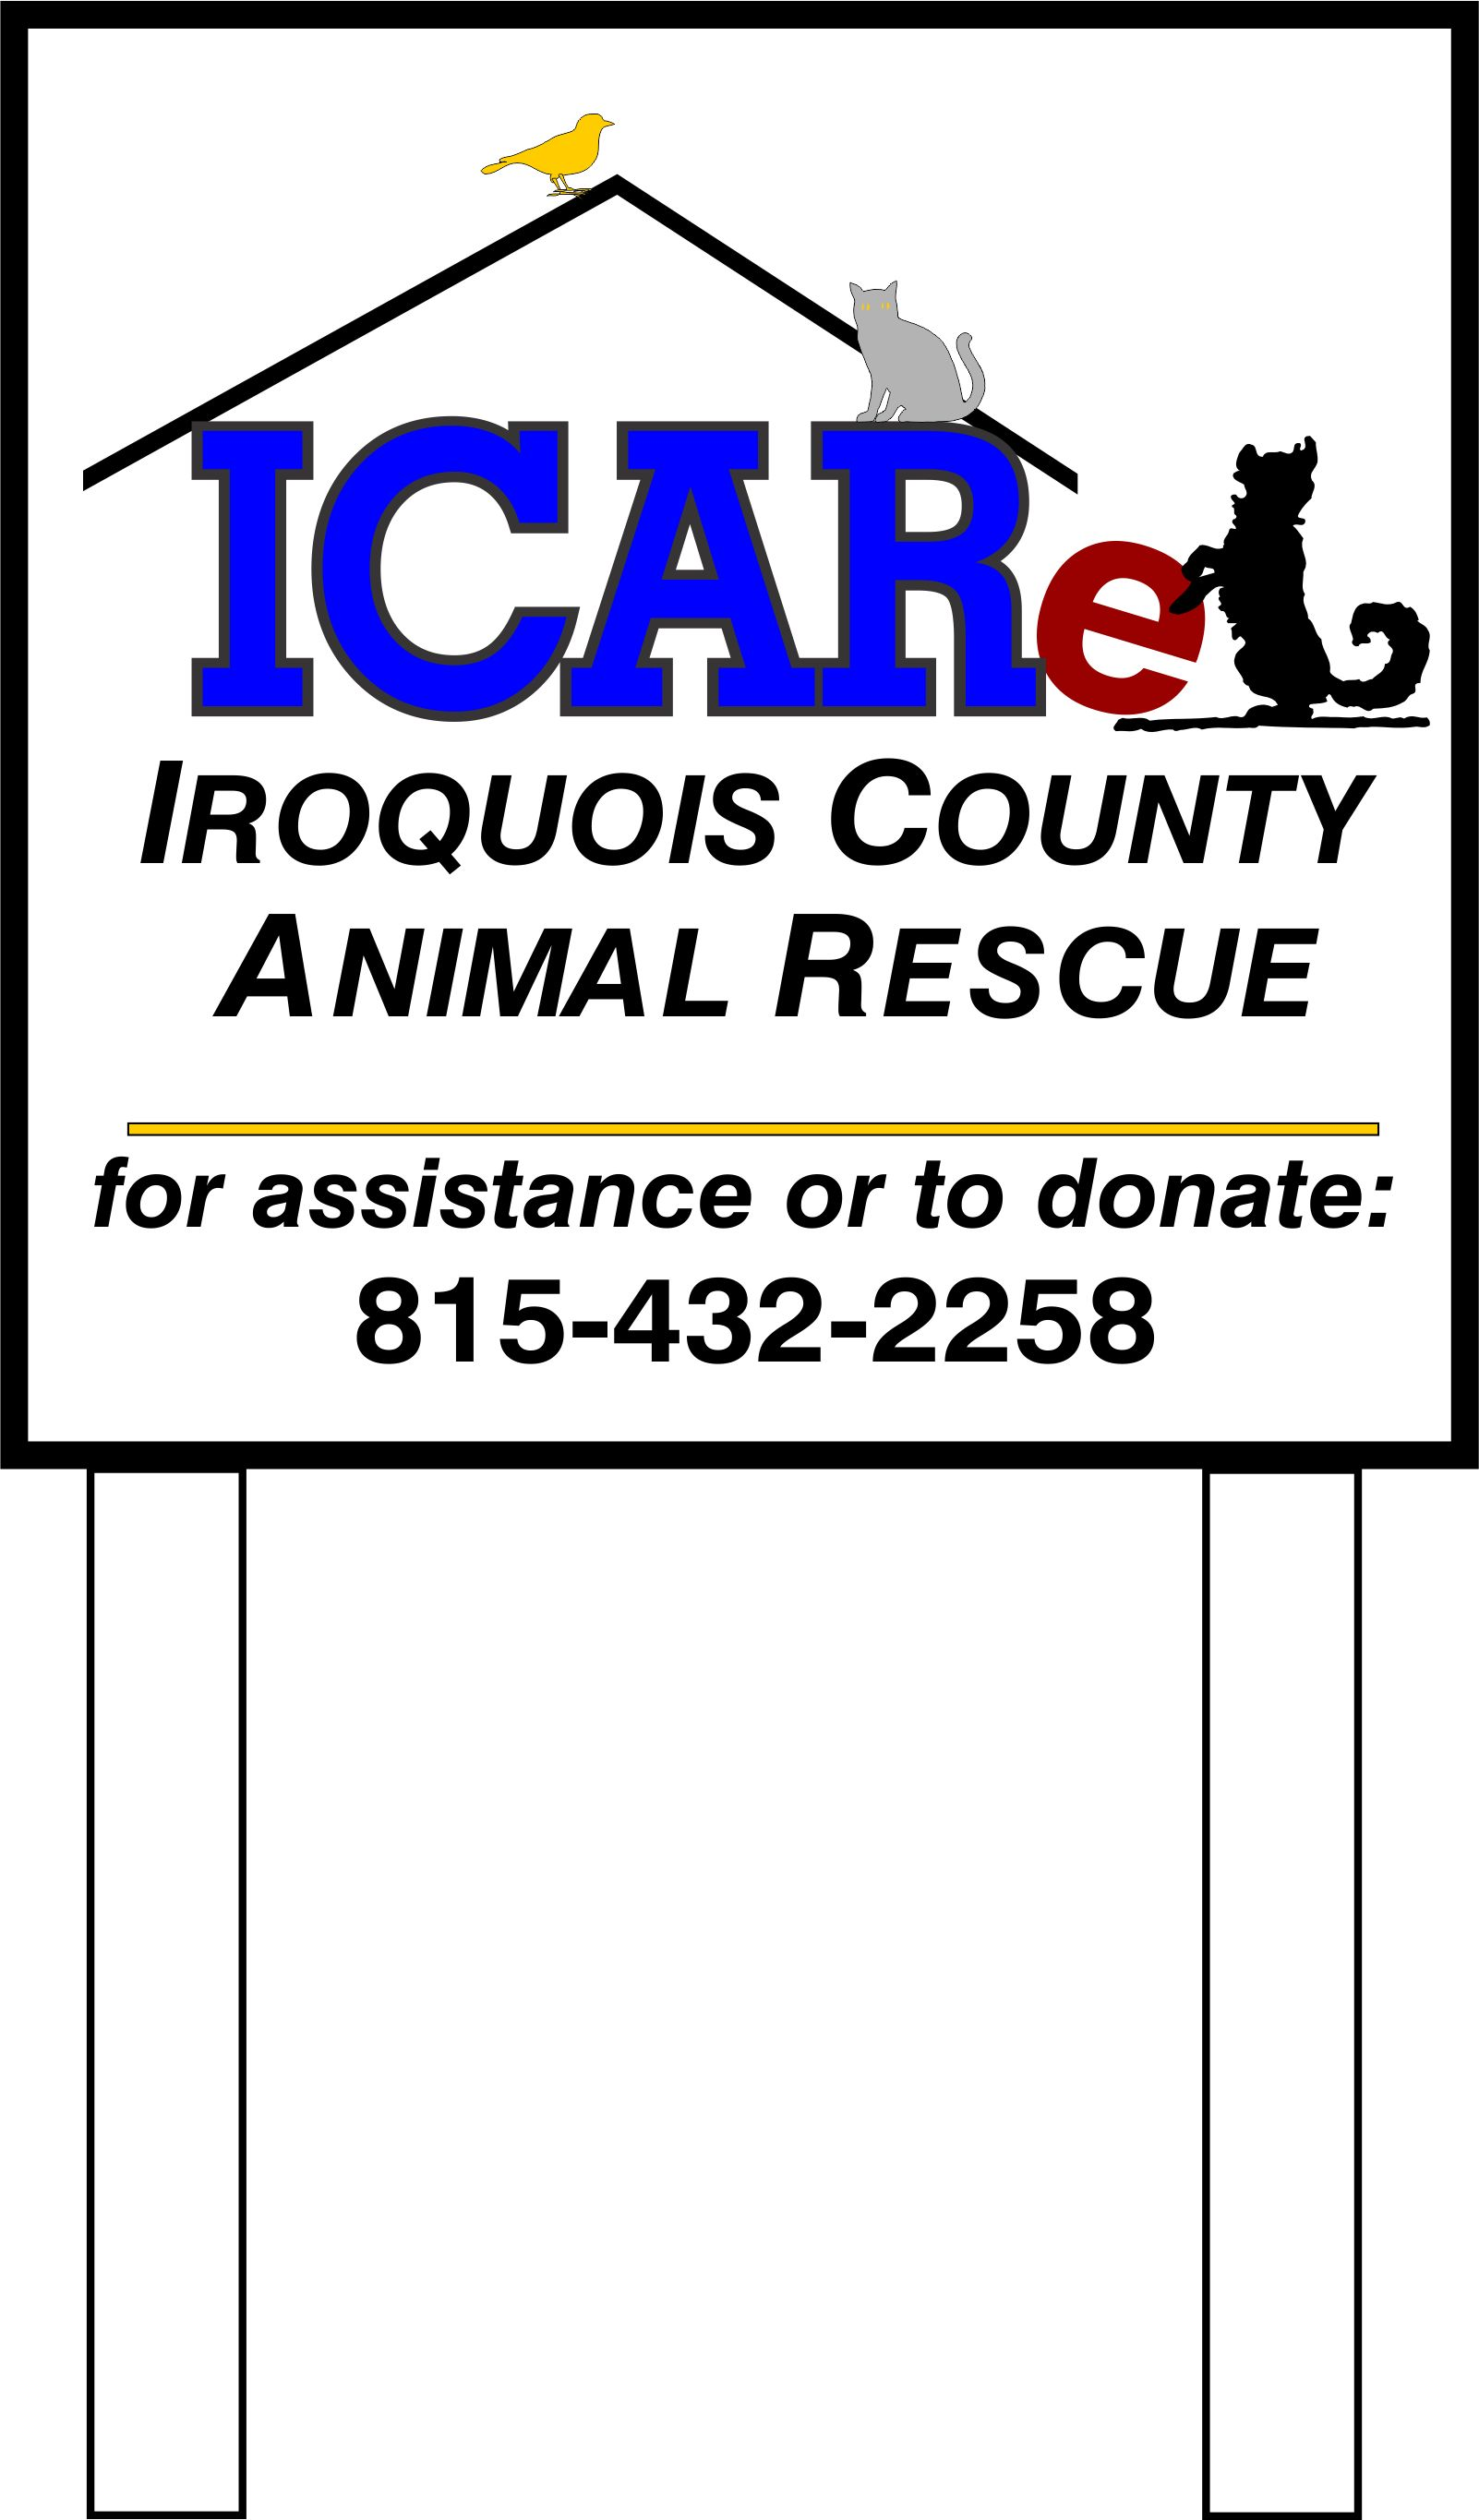 ICARe
IROQUOIS COUNTY
ANIMAL RESCUE
for assistance or to donate:
815-432-2258